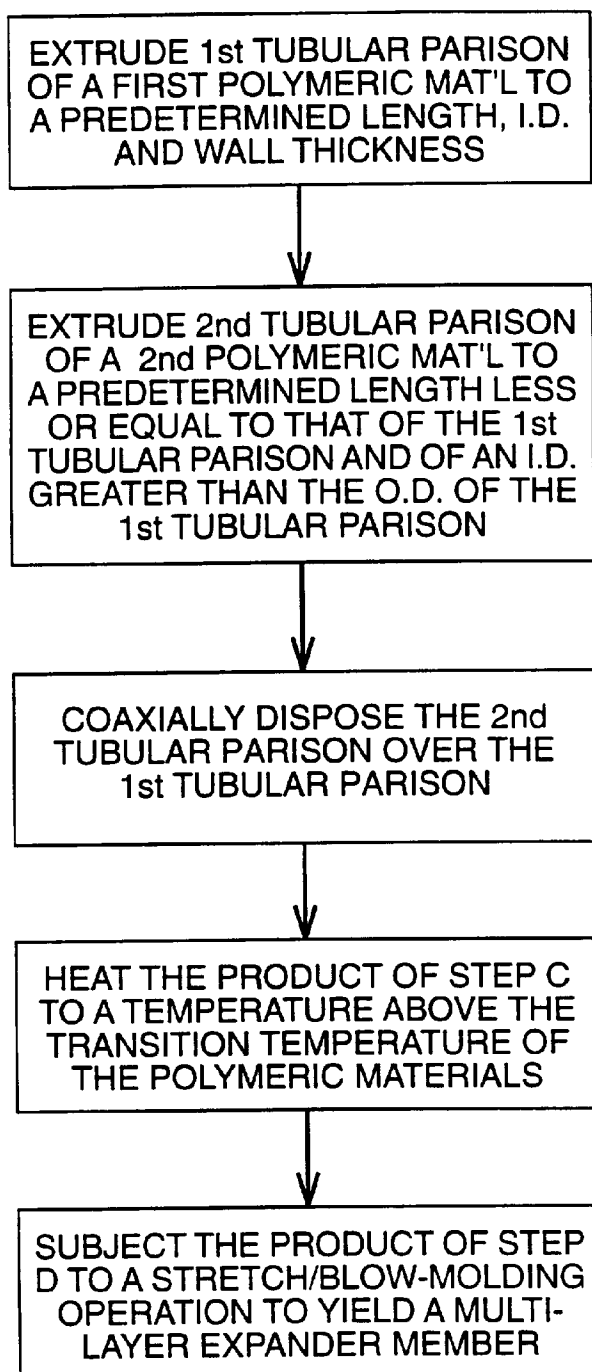 EXTRUDE 1st TUBULAR PARISON
OF A FIRST POLYMERIC MAT'L TO
A PREDETERMINED LENGTH, I.D.
AND WALL THICKNESS
EXTRUDE 2nd TUBULAR PARISON
OF A 2nd POLYMERIC MAT'L TO
A PREDETERMINED LENGTH LESS
OR EQUAL TO THAT OF THE 1st
TUBULAR PARISON AND OF AN I.D.
GREATER THAN THE O.D. OF THE
1st TUBULAR PARISON
COAXIALLY DISPOSE THE 2nd
TUBULAR PARISON OVER THE
1st TUBULAR PARISON
HEAT THE PRODUCT OF STEP C
TO A TEMPERATURE ABOVE THE
TRANSITION TEMPERATURE OF
THE POLYMERIC MATERIALS
SUBJECT THE PRODUCT OF STEP
D TO A STRETCH/BLOW-MOLDING
OPERATION TO YIELD A MULTI-
LAYER EXPANDER MEMBER